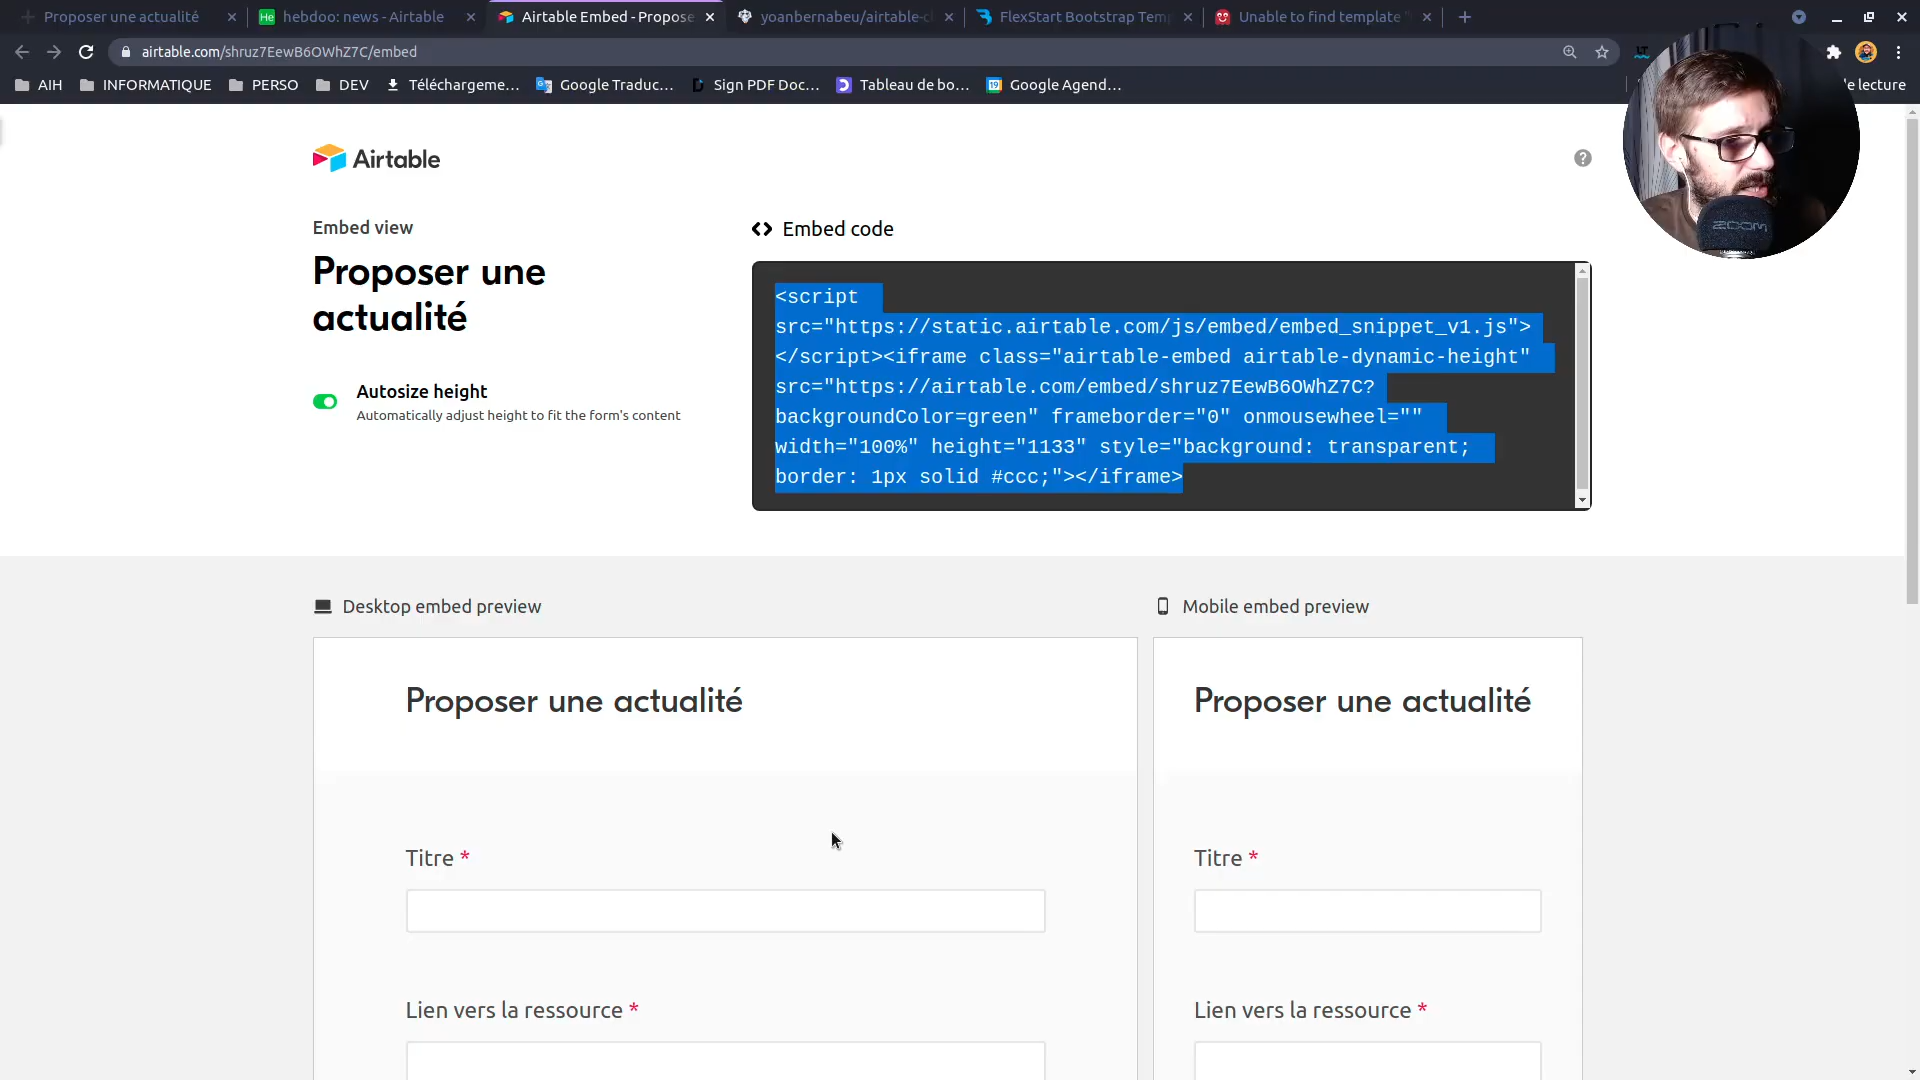 Proposer une actualité
hebdoo: news - Airtable
Airtable Embed - Propose
yoanbernabeu/airtable-c
FlexStart Bootstrap Tem
Unable to find template
airtable.com/shruz7EewB6OWhZ7C/embed
AIH
INFORMATIQUE
PERSO
DEV
Téléchargeme...
Google Traduc...
Sign PDF Doc...
Tableau de bo...
Google Agend...
le lecture
Airtable
Embed view
Proposer une
actualité
Autosize height
Automatically adjust height to fit the form's content
Embed code
<script
src="https://static.airtable.com/js/embed/embed_snippet_v1.js">
</script><iframe class="airtable-embed airtable-dynamic-height"
src="https://airtable.com/embed/shruz7EewB6OWhZ7C?
backgroundColor=green" frameborder="0" onmousewheel=""
width="100%" height="1133" style="background: transparent;
border: 1px solid #ccc;"></iframe>
ZOOM
Desktop embed preview
Proposer une actualité
Titre *
Lien vers la ressource *
Mobile embed preview
Proposer une actualité
Titre *
Lien vers la ressource *